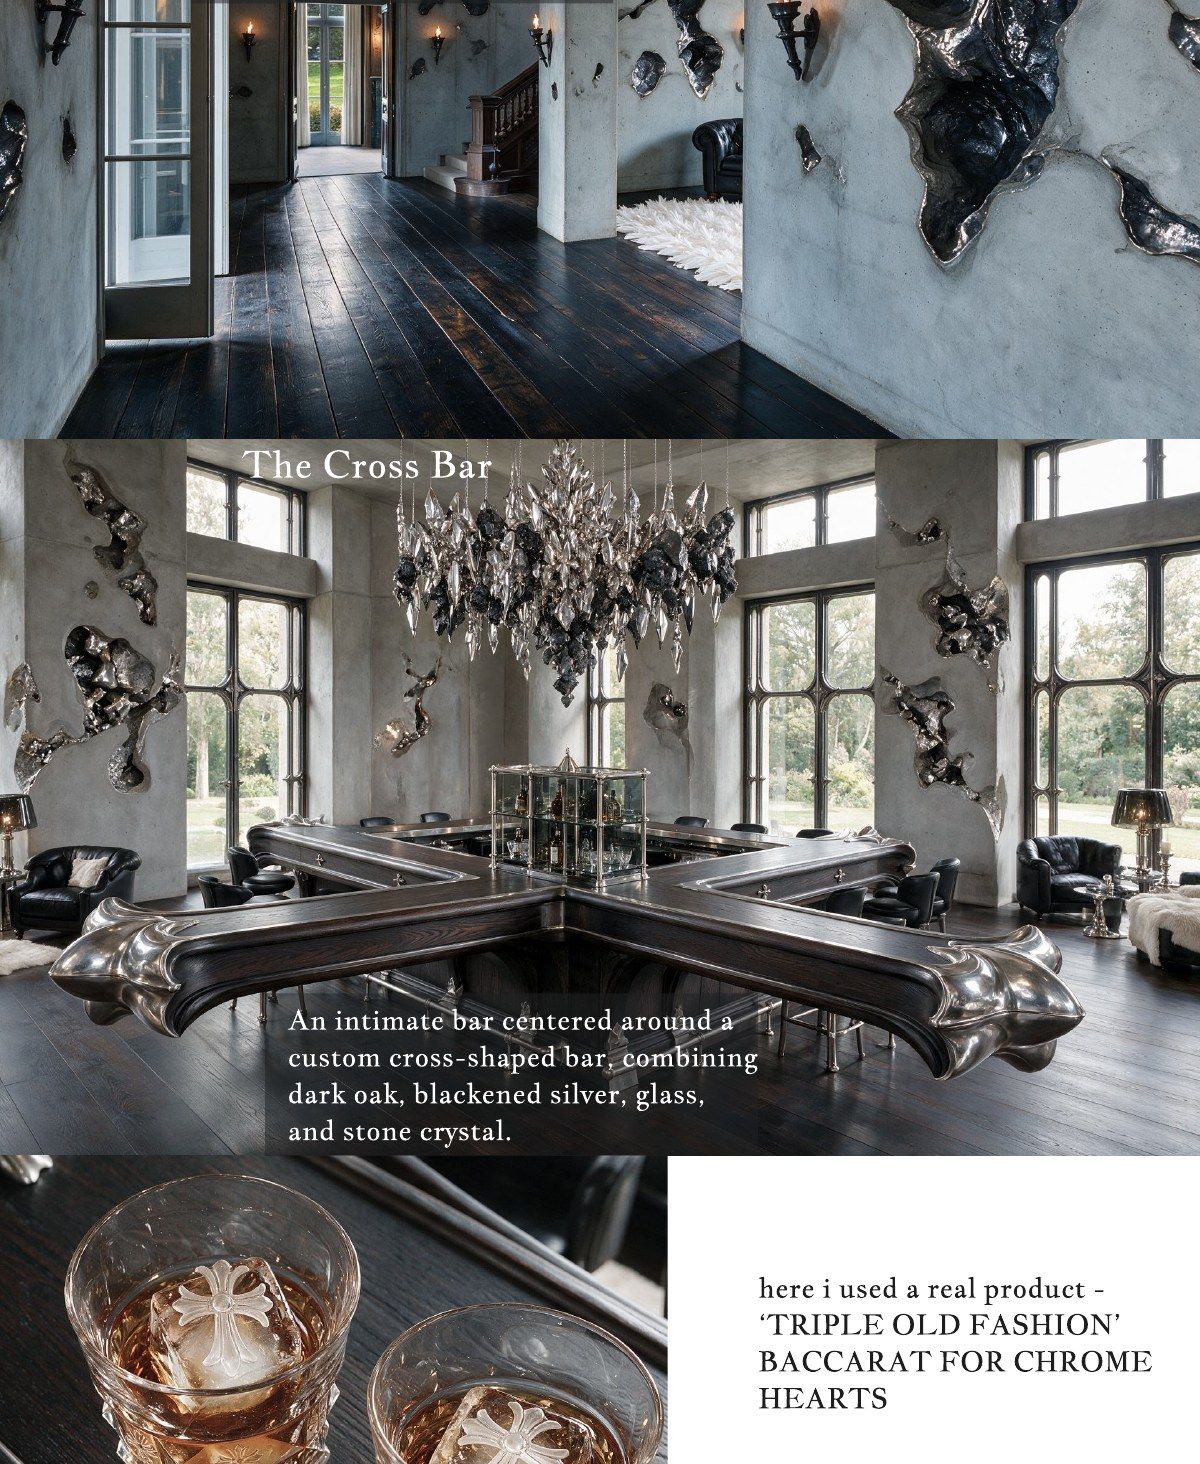 The Cross Bar
An intimate bar centered around a
custom cross-shaped bar, combining
dark oak, blackened silver, glass,
and stone crystal.
here i used a real product -
‘TRIPLE OLD FASHION’
BACCARAT FOR CHROME
HEARTS